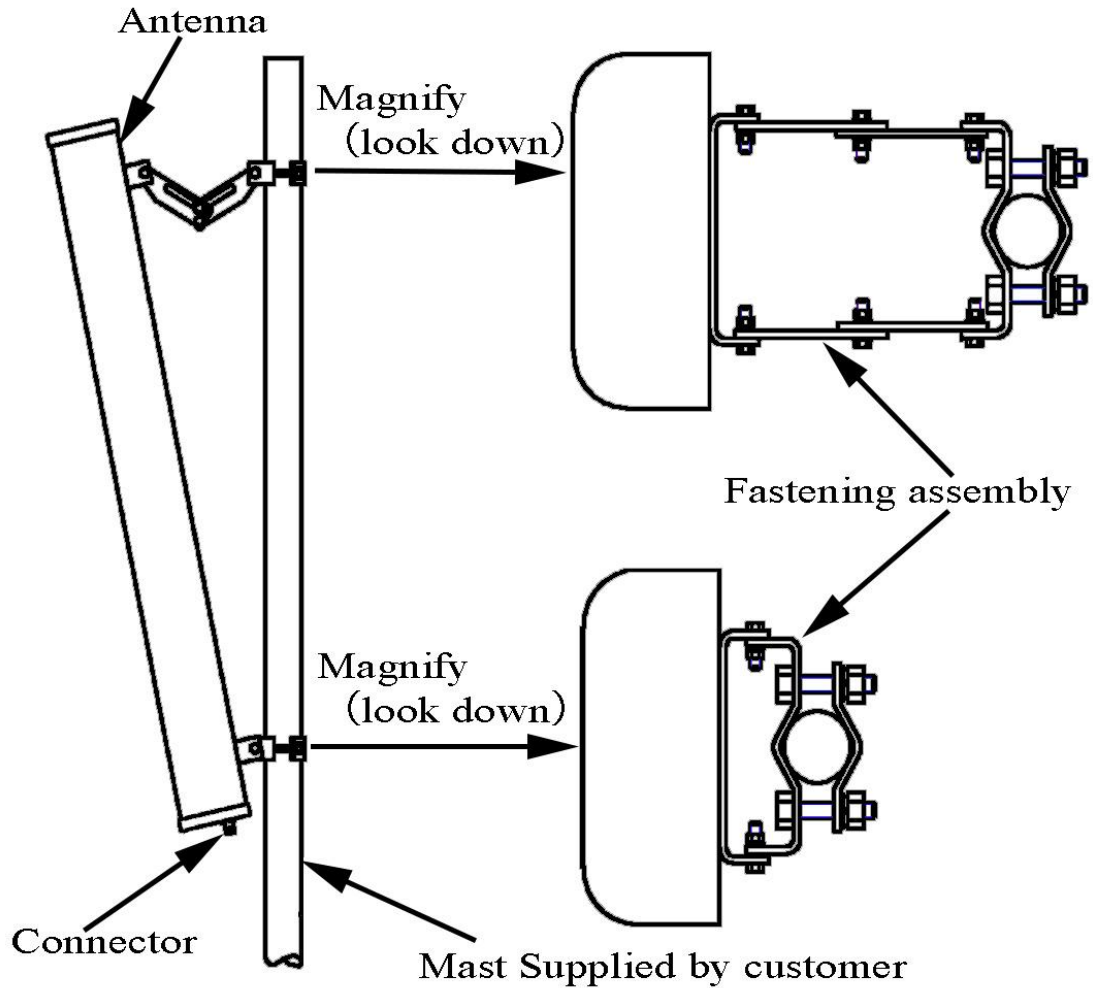 Antenna
Magnify
（look down）
Fastening assembly
Magnify
（look down）
Connector
Mast Supplied by customer